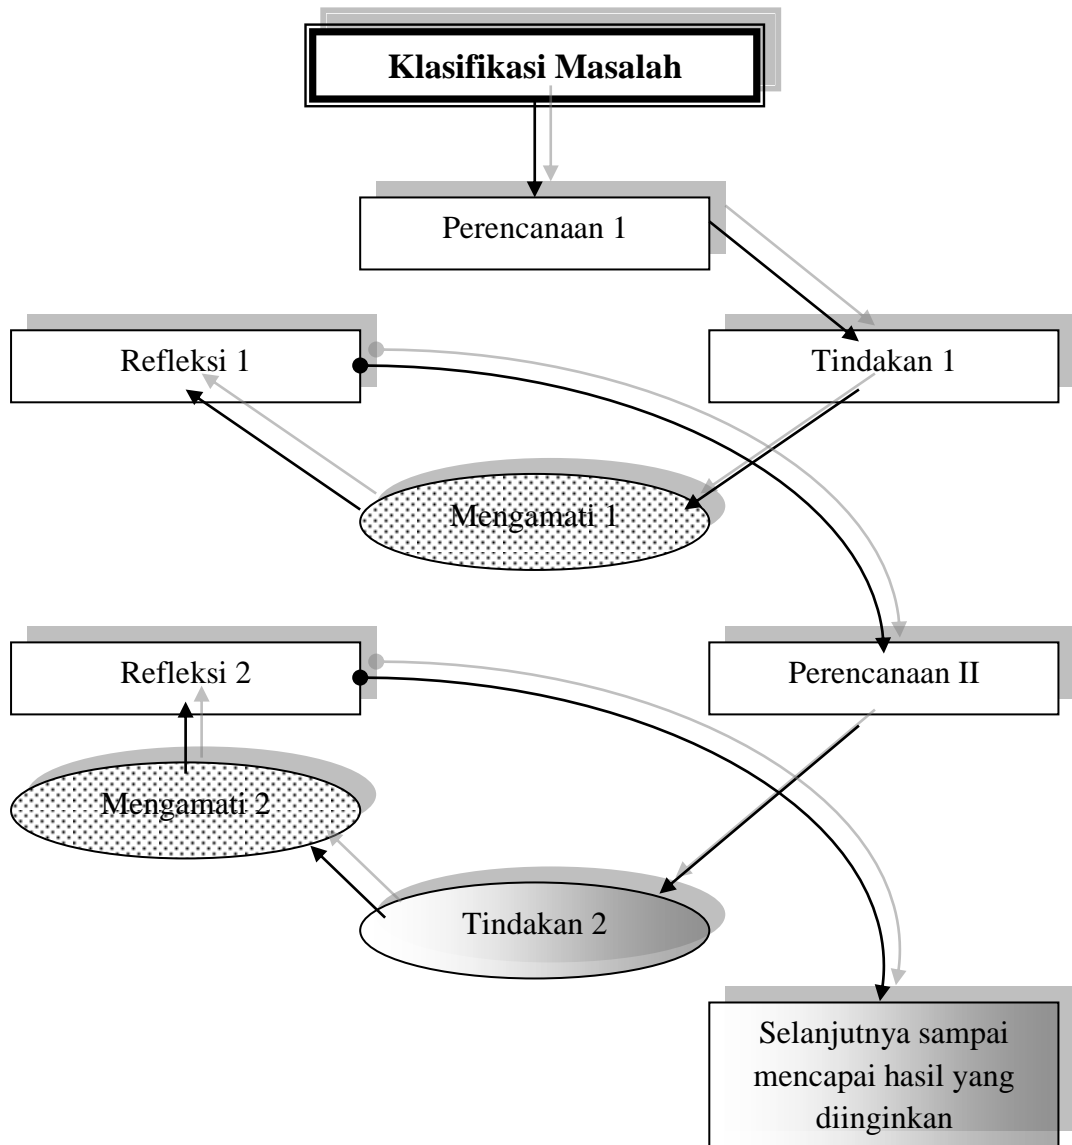 Klasifikasi Masalah
Perencanaan 1
Refleksi 1
Tindakan 1
Mengamati 1
Refleksi 2
Perencanaan II
Mengamati 2
Tindakan 2
Selanjutnya sampai
mencapai hasil yang
diinginkan